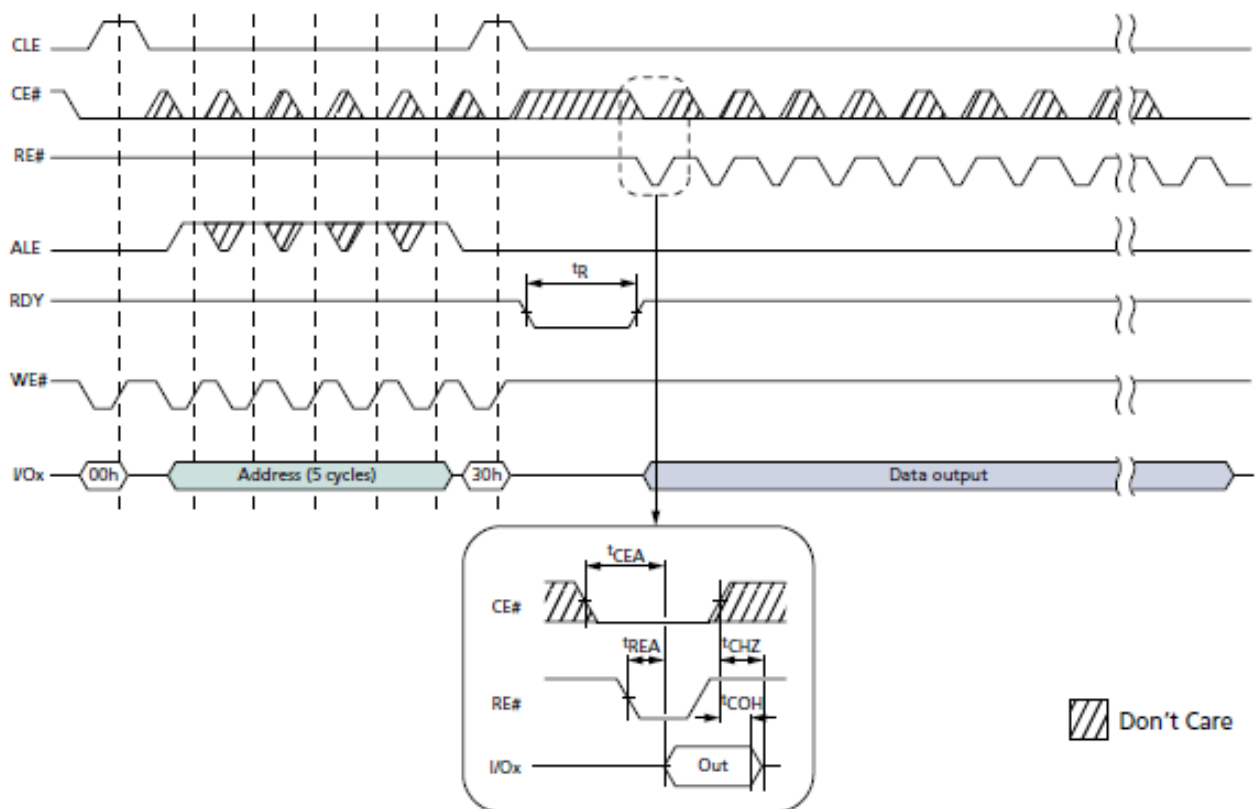 CLE
CE#
RE#
ALE
tR
RDY
WE#
I/Ox 00h Address (5 cycles) 30h Data output
tCEA
CE#
tREA tCHZ
RE# tCOH
I/Ox Out
Don't Care